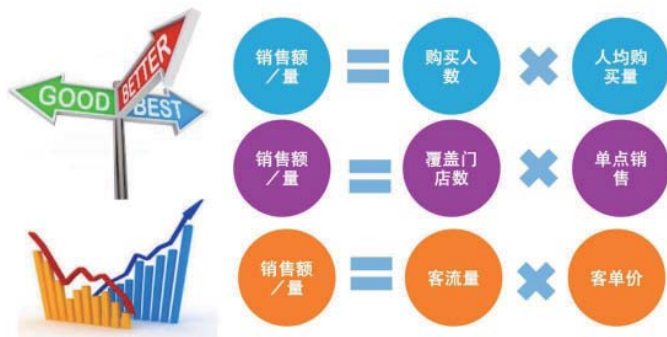 GOOD
BETTER
BEST
销售额
／量
购买人
数
人均购
买量
销售额
／量
覆盖门
店数
单点销
售
销售额
／量
客流量
客单价